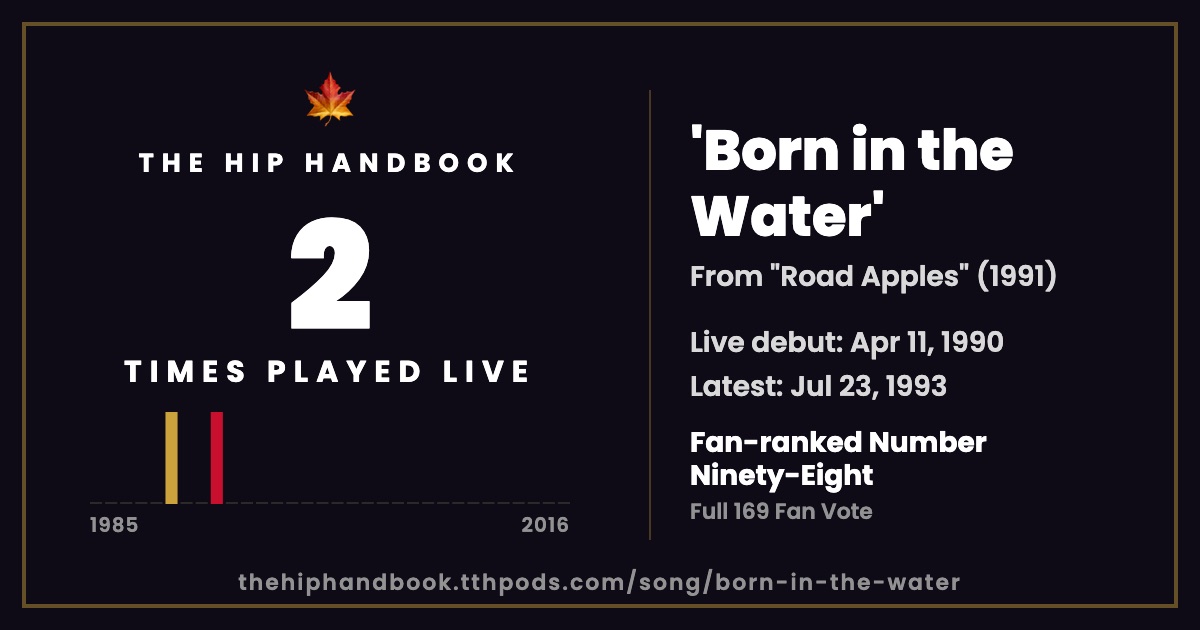 THE HIP HANDBOOK
2
TIMES PLAYED LIVE
1985
2016
'Born in the
Water'
From "Road Apples" (1991)
Live debut: Apr 11, 1990
Latest: Jul 23, 1993
Fan-ranked Number
Ninety-Eight
Full 169 Fan Vote
thehiphandbook.tthpods.com/song/born-in-the-water